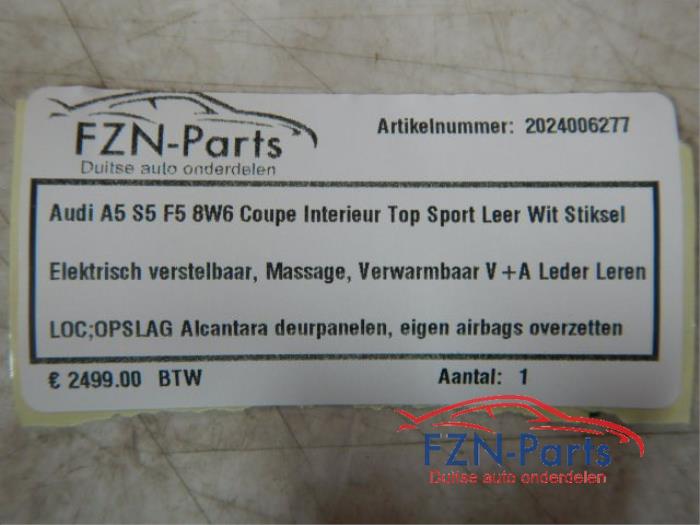 FZN-Parts
Duitse auto onderdelen
Artikelnummer: 2024006277
Audi A5 S5 F5 8W6 Coupe Interieur Top Sport Leer Wit Stiksel
Elektrisch verstelbaar, Massage, Verwarmbaar V+A Leder Leren
LOC;OPSLAG Alcantara deurpanelen, eigen airbags overzetten
€ 2499.00 BTW
Aantal: 1
FZN-Parts
Duitse auto onderdelen